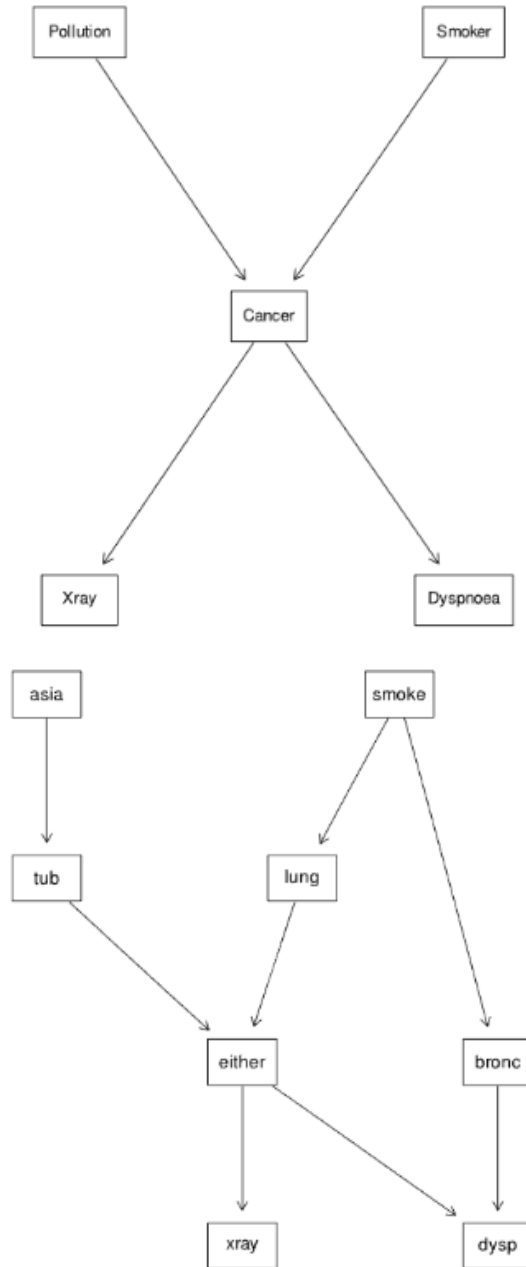 Pollution
Smoker
Cancer
Xray
Dyspnoea
asia
smoke
tub
lung
either
bronc
xray
dysp